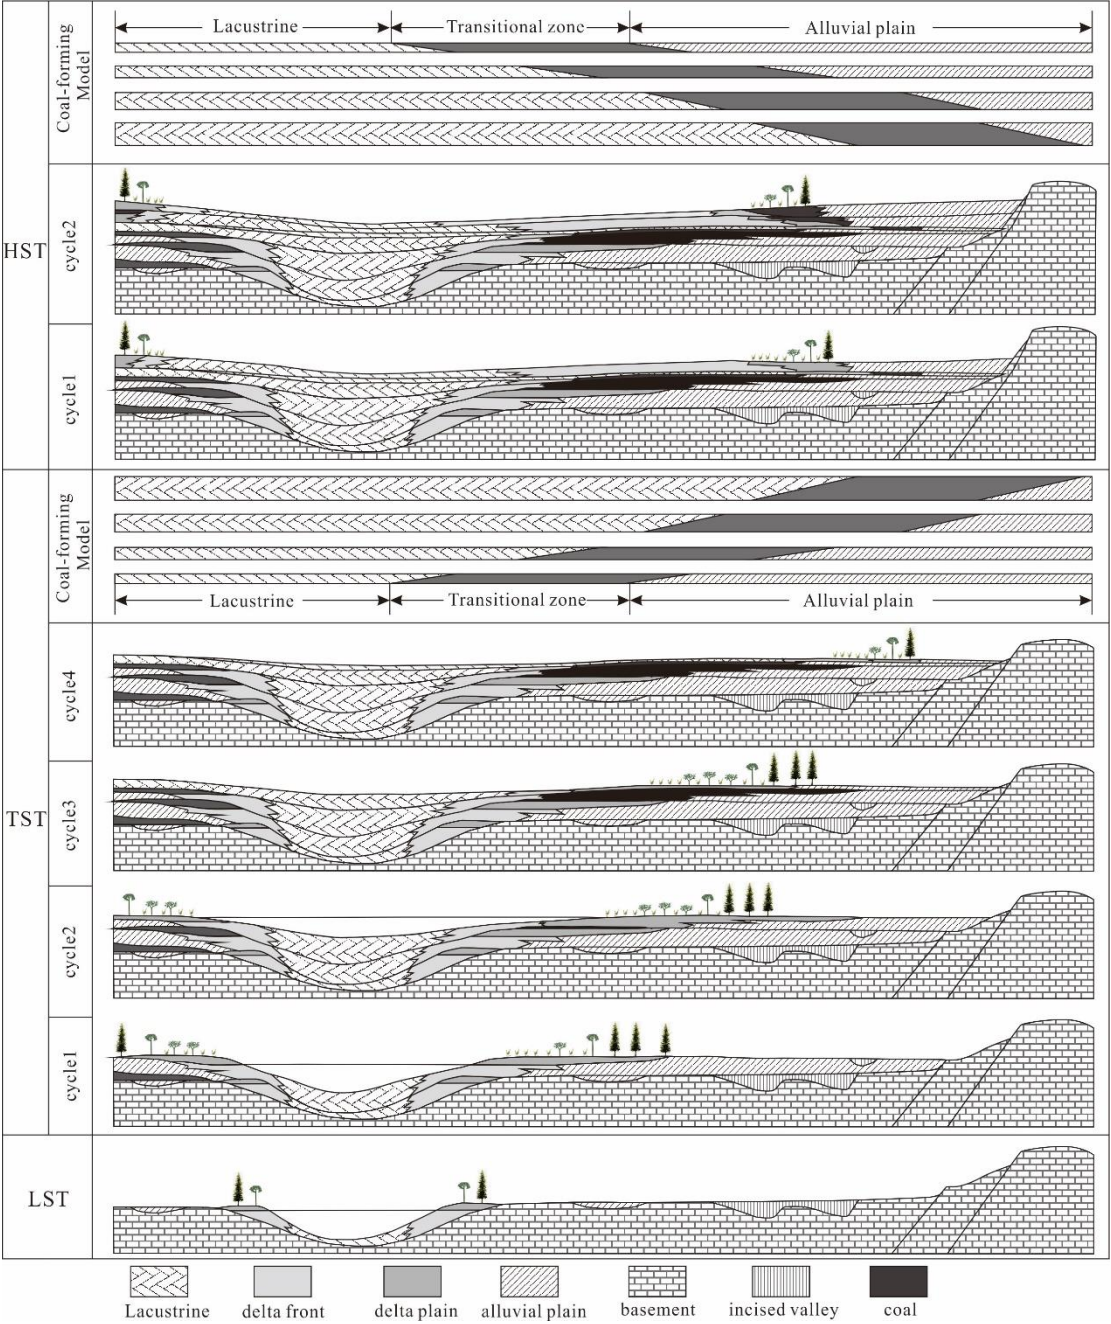 Lacustrine Transitional zone Alluvial plain
Coal-forming
Model
HST
cycle2
cycle1
Coal-forming
Model
Lacustrine Transitional zone Alluvial plain
TST
cycle4
cycle3
cycle2
cycle1
LST
Lacustrine delta front delta plain alluvial plain basement incised valley coal